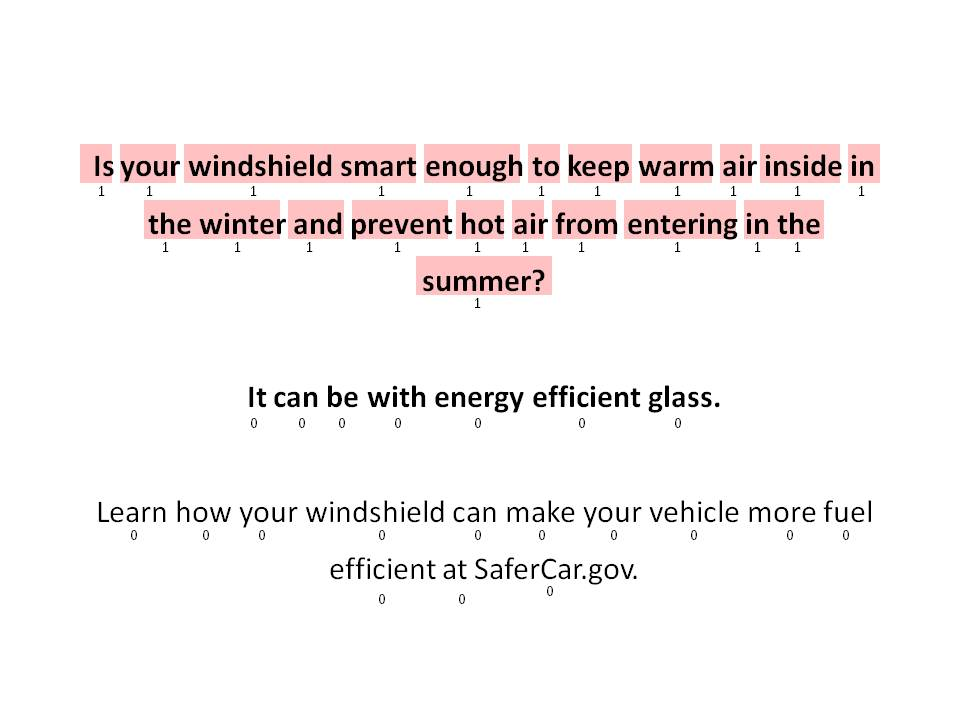 Is your windshield smart enough to keep warm air inside in
1 1 1 1 1 1 1 1 1 1 1
the winter and prevent hot air from entering in the
1 1 1 1 1 1 1 1 1 1
summer?
1
It can be with energy efficient glass.
0 0 0 0 0 0 0
Learn how your windshield can make your vehicle more fuel
0 0 0 0 0 0 0 0 0 0
efficient at SaferCar.gov.
0 0 0